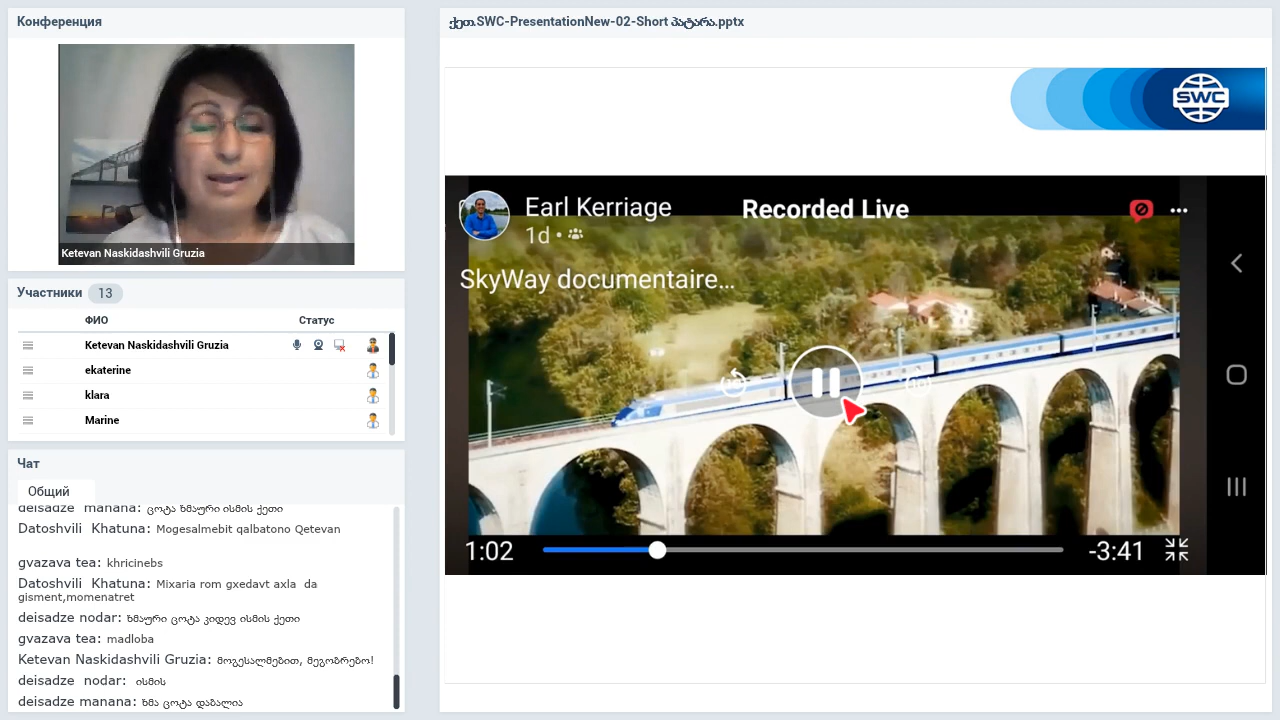 Конференция
Ketevan Naskidashvili Gruzia
Участники 13
ФИО Статус
Ketevan Naskidashvili Gruzia
ekaterine
klara
Marine
Чат
Общий
deisadze manana: ცოტა ხმაური ისმის ქეთი
Datoshvili Khatuna: Mogesalmebit qalbatono Qetevan
gvazava tea: khricinebs
Datoshvili Khatuna: Mixaria rom gxedavt axla da
gisment,momenatret
deisadze nodar: ხმაური ცოტა კიდევ ისმის ქეთი
gvazava tea: madloba
Ketevan Naskidashvili Gruzia: მოგესალმებით, მეგობრებო!
deisadze nodar: ისმის
deisadze manana: ხმა ცოტა დაბალია
ქეთ.SWC-PresentationNew-02-Short პატარა.pptx
SWC
Earl Kerriage
Recorded Live
1d •
SkyWay documentaire...
10
10
1:02
-3:41